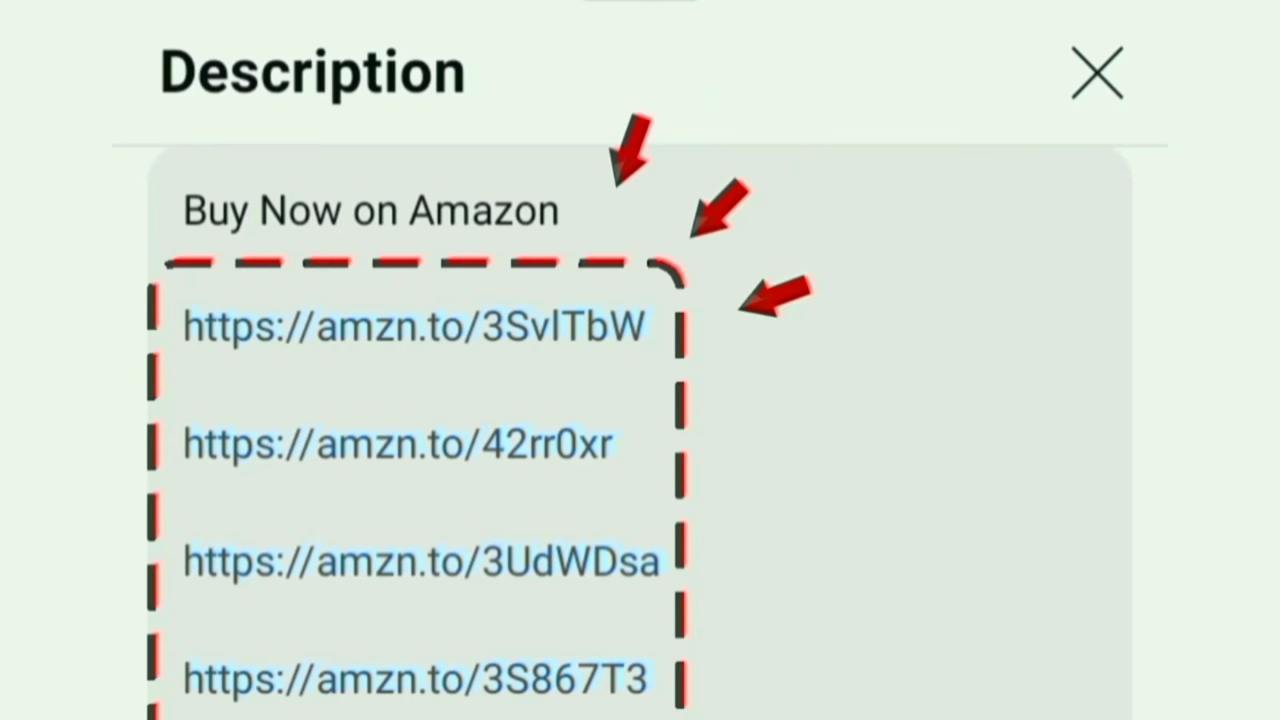 Description
Buy Now on Amazon
https://amzn.to/3SvlTbW
https://amzn.to/42rr0xr
https://amzn.to/3UdWDsa
https://amzn.to/3S867T3